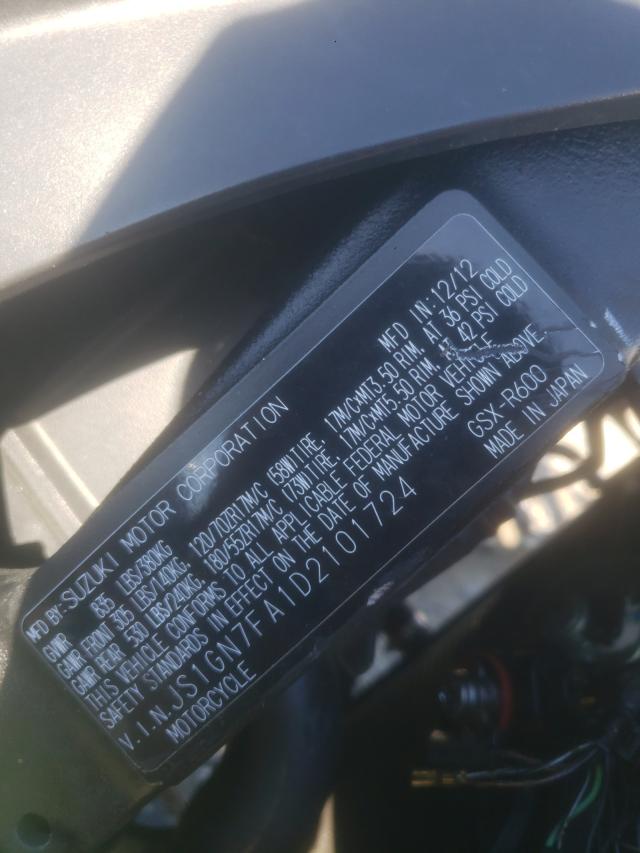 MFD BY:SUZUKI MOTOR CORPORATION MFD IN:12/12
GVWR 835 LBS/380KG
GAWR FRONT 305 LBS/140KG. 120/70ZR17M/C (58W)TIRE, 17M/C×MT3.50 RIM. AT 36 PSI COLD
GAWR REAR 530 LBS/240KG. 180/55ZR17M/C (73W)TIRE, 17M/C×MT5.50 RIM. AT 42 PSI COLD
THIS VEHICLE CONFORMS TO ALL APPLICABLE FEDERAL MOTOR VEHICLE
SAFETY STANDARDS IN EFFECT ON THE DATE OF MANUFACTURE SHOWN ABOVE.
V.I.N.JS1GN7FA1D2101724 GSX-R600
MOTORCYCLE MADE IN JAPAN